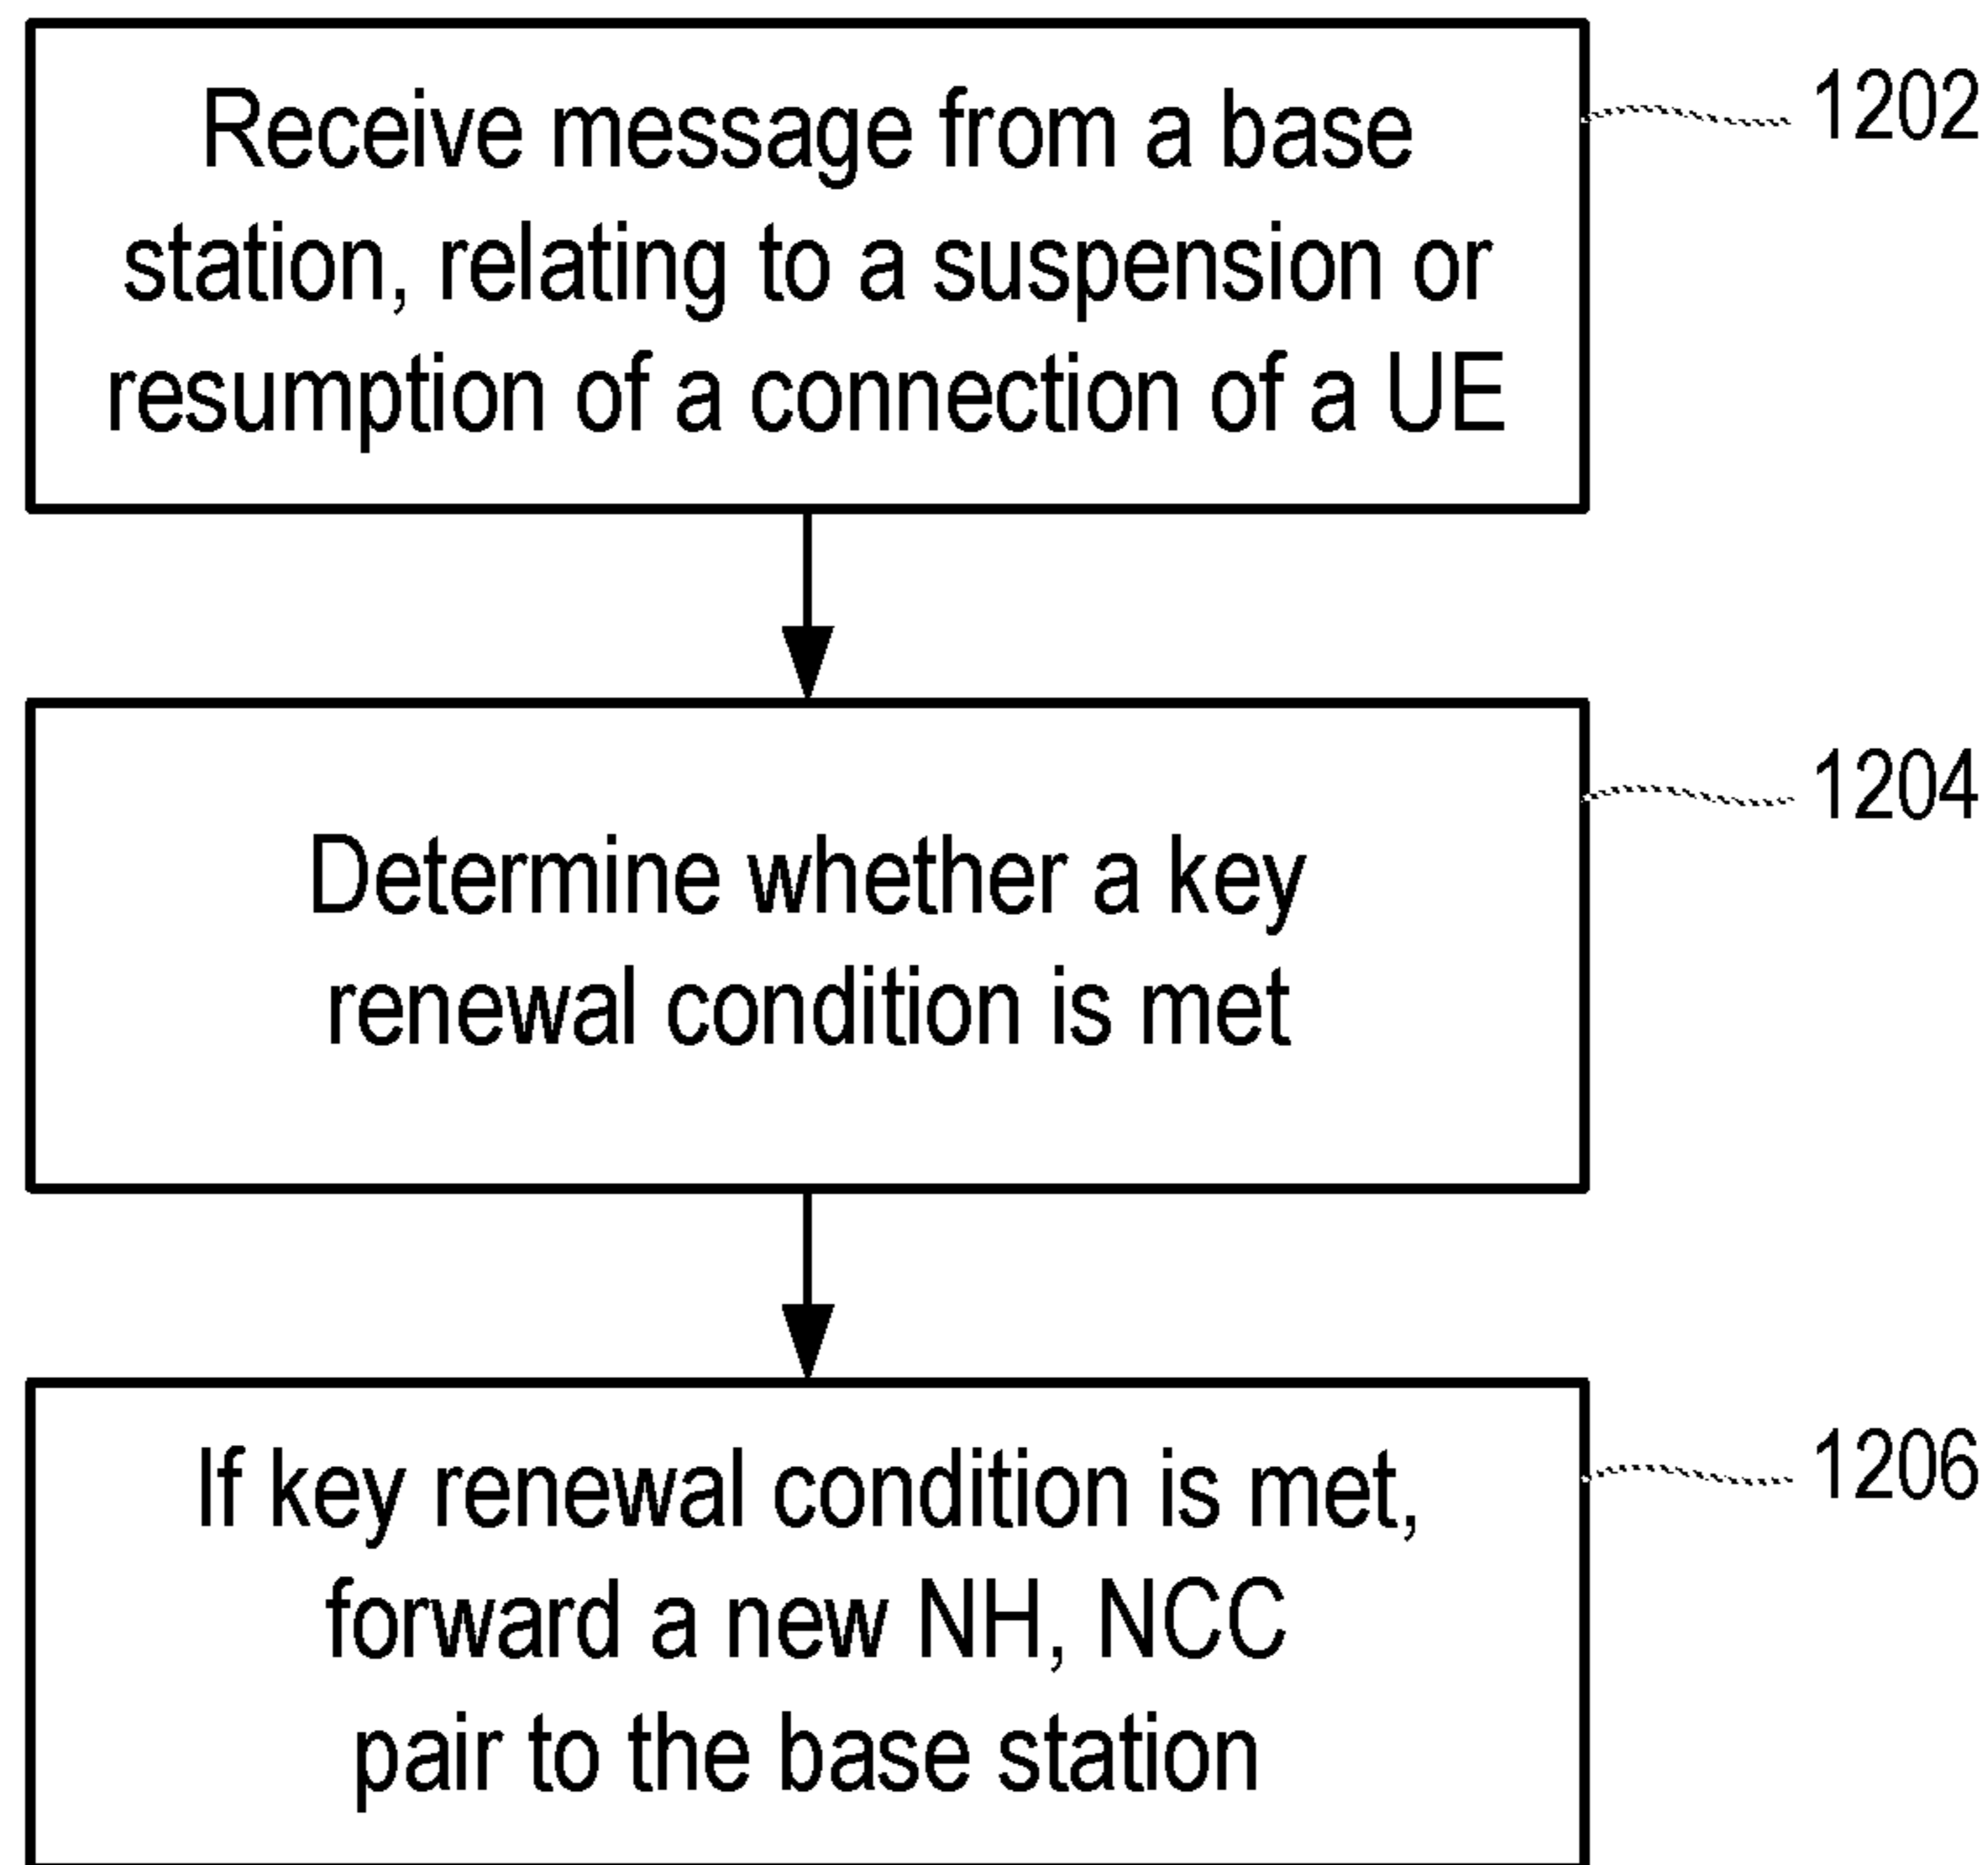 Receive message from a base
station, relating to a suspension or
resumption of a connection of a UE
1202
Determine whether a key
renewal condition is met
1204
If key renewal condition is met,
forward a new NH, NCC
pair to the base station
1206